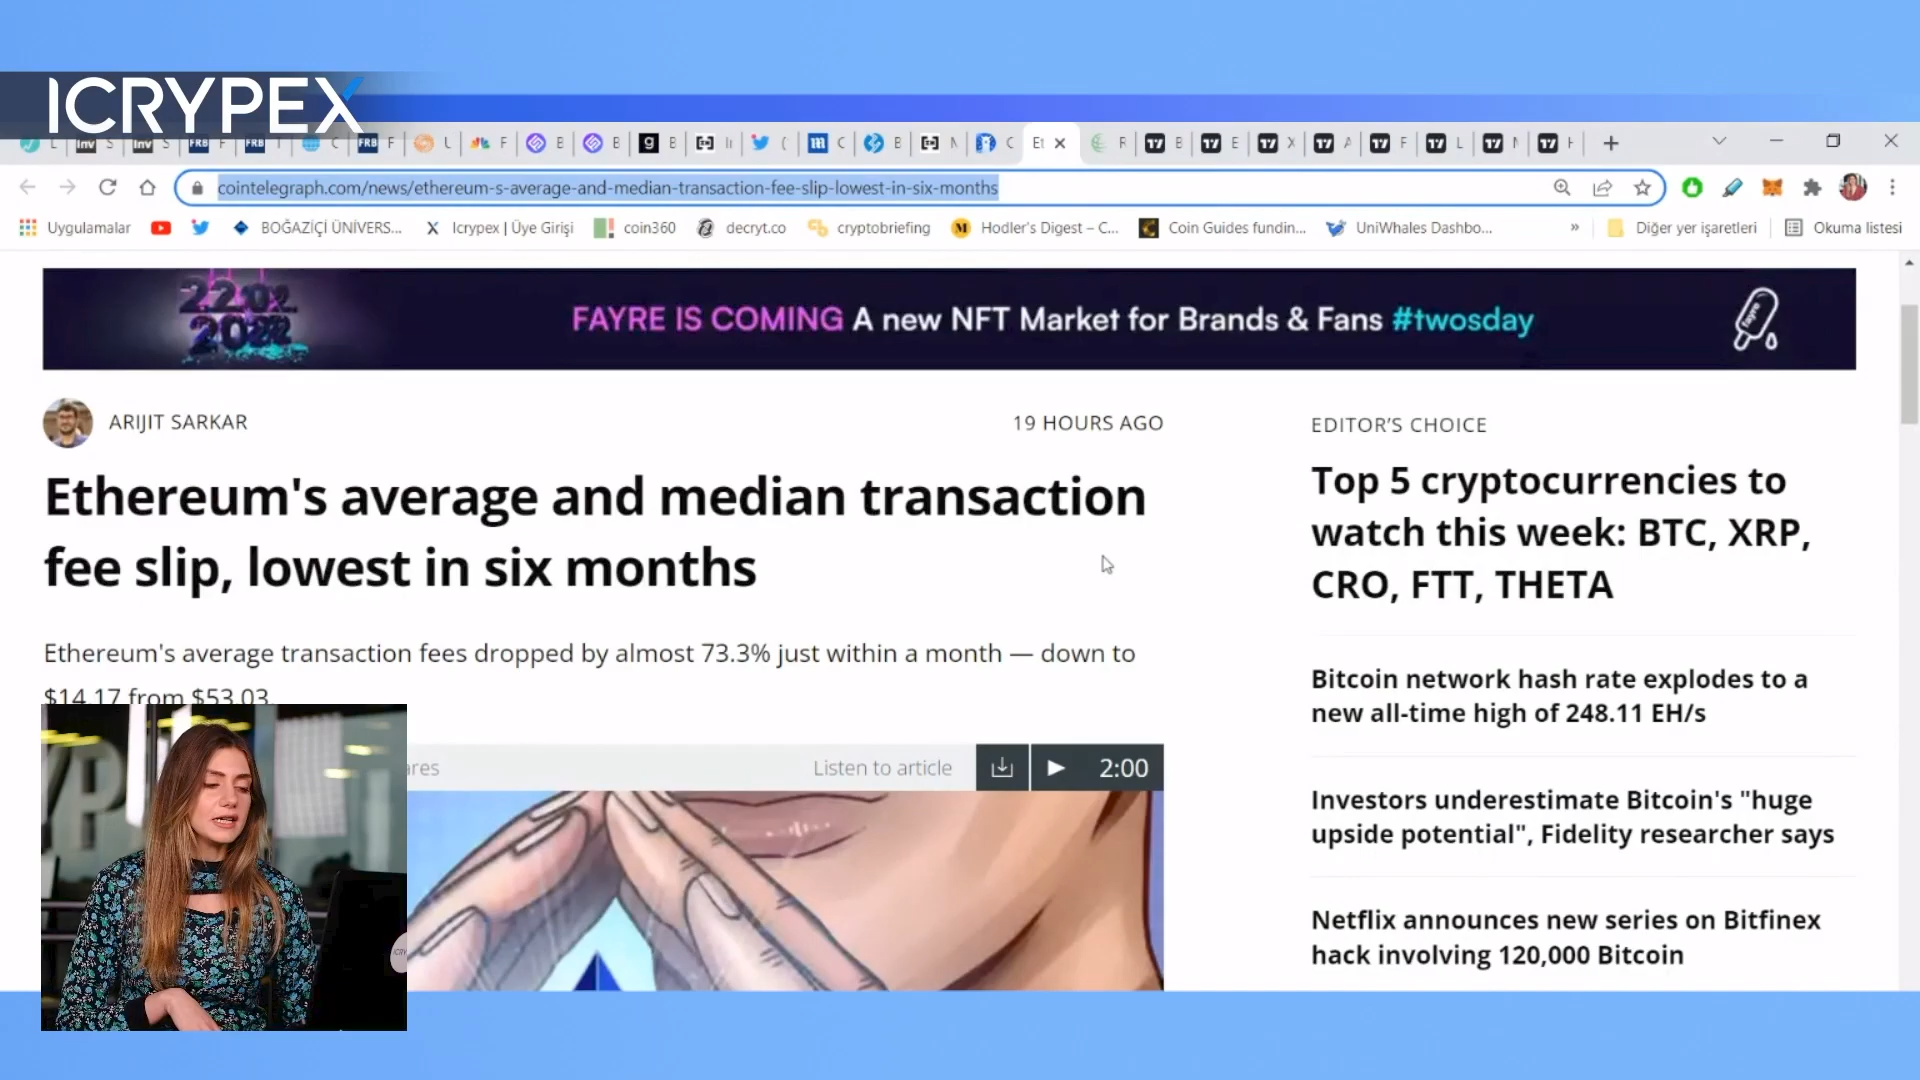 ICRYPEX
cointelegraph.com/news/ethereum-s-average-and-median-transaction-fee-slip-lowest-in-six-months
Uygulamalar
BOĞAZİÇİ ÜNİVERS...
Icrypex | Üye Girişi
coin360
decryt.co
cryptobriefing
Hodler's Digest – C...
Coin Guides fundin...
UniWhales Dashbo...
»
Diğer yer işaretleri
Okuma listesi
22.02
2022
FAYRE IS COMING A new NFT Market for Brands & Fans #twosday
fayre
ARIJIT SARKAR
19 HOURS AGO
Ethereum's average and median transaction
fee slip, lowest in six months
Ethereum's average transaction fees dropped by almost 73.3% just within a month — down to
$14.17 from $53.03.
ares
Listen to article
2:00
EDITOR'S CHOICE
Top 5 cryptocurrencies to
watch this week: BTC, XRP,
CRO, FTT, THETA
Bitcoin network hash rate explodes to a
new all-time high of 248.11 EH/s
Investors underestimate Bitcoin's "huge
upside potential", Fidelity researcher says
Netflix announces new series on Bitfinex
hack involving 120,000 Bitcoin